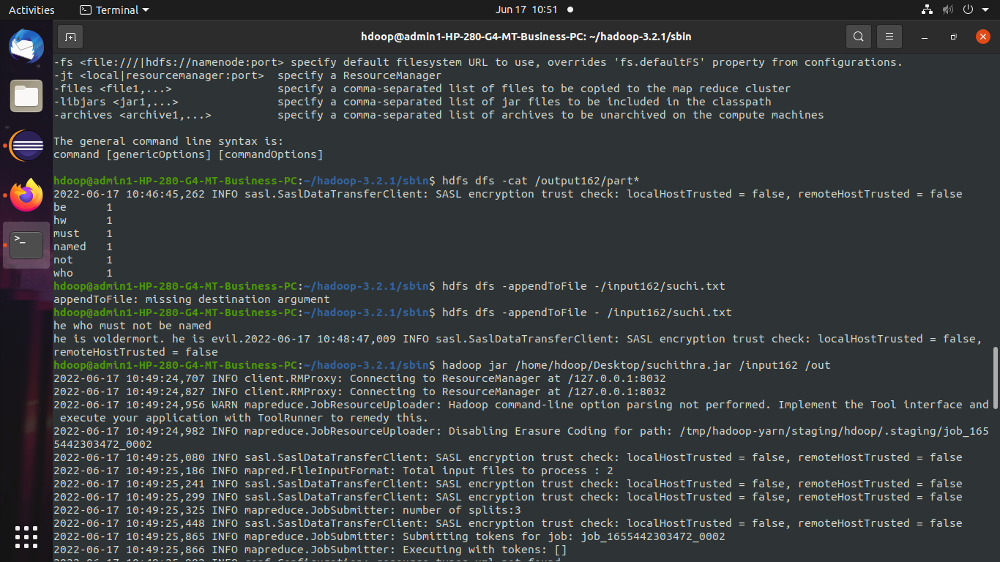 Activities
Terminal
Jun 17 10:51
hdoop@admin1-HP-280-G4-MT-Business-PC: ~/hadoop-3.2.1/sbin
-fs <file:///|hdfs://namenode:port> specify default filesystem URL to use, overrides 'fs.defaultFS' property from configurations.
-jt <local|resourcemanager:port>  specify a ResourceManager
-files <file1,...>                specify a comma-separated list of files to be copied to the map reduce cluster
-libjars <jar1,...>               specify a comma-separated list of jar files to be included in the classpath
-archives <archive1,...>          specify a comma-separated list of archives to be unarchived on the compute machines
The general command line syntax is:
command [genericOptions] [commandOptions]
hdoop@admin1-HP-280-G4-MT-Business-PC:~/hadoop-3.2.1/sbin$ hdfs dfs -cat /output162/part*
2022-06-17 10:46:45,262 INFO sasl.SaslDataTransferClient: SASL encryption trust check: localHostTrusted = false, remoteHostTrusted = false
be      1
hw      1
must    1
named   1
not     1
who     1
hdoop@admin1-HP-280-G4-MT-Business-PC:~/hadoop-3.2.1/sbin$ hdfs dfs -appendToFile -/input162/suchi.txt
appendToFile: missing destination argument
hdoop@admin1-HP-280-G4-MT-Business-PC:~/hadoop-3.2.1/sbin$ hdfs dfs -appendToFile - /input162/suchi.txt
he who must not be named
he is voldermort. he is evil.2022-06-17 10:48:47,009 INFO sasl.SaslDataTransferClient: SASL encryption trust check: localHostTrusted = false,
remoteHostTrusted = false
hdoop@admin1-HP-280-G4-MT-Business-PC:~/hadoop-3.2.1/sbin$ hadoop jar /home/hdoop/Desktop/suchithra.jar /input162 /out
2022-06-17 10:49:24,707 INFO client.RMProxy: Connecting to ResourceManager at /127.0.0.1:8032
2022-06-17 10:49:24,827 INFO client.RMProxy: Connecting to ResourceManager at /127.0.0.1:8032
2022-06-17 10:49:24,956 WARN mapreduce.JobResourceUploader: Hadoop command-line option parsing not performed. Implement the Tool interface and
execute your application with ToolRunner to remedy this.
2022-06-17 10:49:24,982 INFO mapreduce.JobResourceUploader: Disabling Erasure Coding for path: /tmp/hadoop-yarn/staging/hdoop/.staging/job_165
5442303472_0002
2022-06-17 10:49:25,080 INFO sasl.SaslDataTransferClient: SASL encryption trust check: localHostTrusted = false, remoteHostTrusted = false
2022-06-17 10:49:25,186 INFO mapred.FileInputFormat: Total input files to process : 2
2022-06-17 10:49:25,241 INFO sasl.SaslDataTransferClient: SASL encryption trust check: localHostTrusted = false, remoteHostTrusted = false
2022-06-17 10:49:25,299 INFO sasl.SaslDataTransferClient: SASL encryption trust check: localHostTrusted = false, remoteHostTrusted = false
2022-06-17 10:49:25,325 INFO mapreduce.JobSubmitter: number of splits:3
2022-06-17 10:49:25,448 INFO sasl.SaslDataTransferClient: SASL encryption trust check: localHostTrusted = false, remoteHostTrusted = false
2022-06-17 10:49:25,865 INFO mapreduce.JobSubmitter: Submitting tokens for job: job_1655442303472_0002
2022-06-17 10:49:25,866 INFO mapreduce.JobSubmitter: Executing with tokens: []